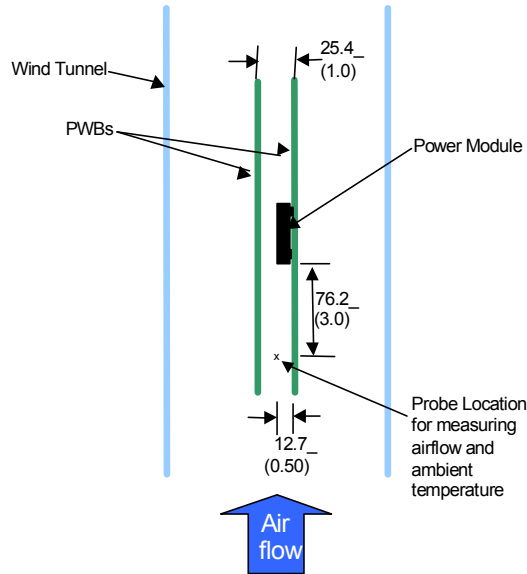 25.4_
(1.0)
Wind Tunnel
PWBs
Power Module
76.2_
(3.0)
x
Probe Location
for measuring
airflow and
ambient
temperature
12.7_
(0.50)
Air
flow